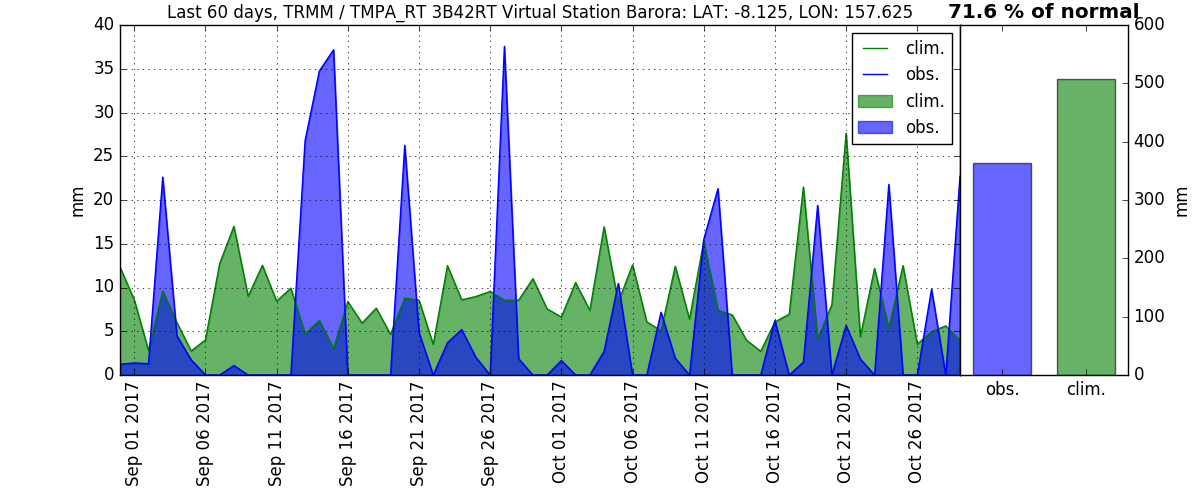 Last 60 days, TRMM / TMPA_RT 3B42RT Virtual Station Barora: LAT: -8.125, LON: 157.625
71.6 % of normal
40
35
30
25
20
15
10
5
0
mm
clim.
obs.
clim.
obs.
600
500
400
300
200
100
0
mm
Sep 01 2017
Sep 06 2017
Sep 11 2017
Sep 16 2017
Sep 21 2017
Sep 26 2017
Oct 01 2017
Oct 06 2017
Oct 11 2017
Oct 16 2017
Oct 21 2017
Oct 26 2017
obs.
clim.